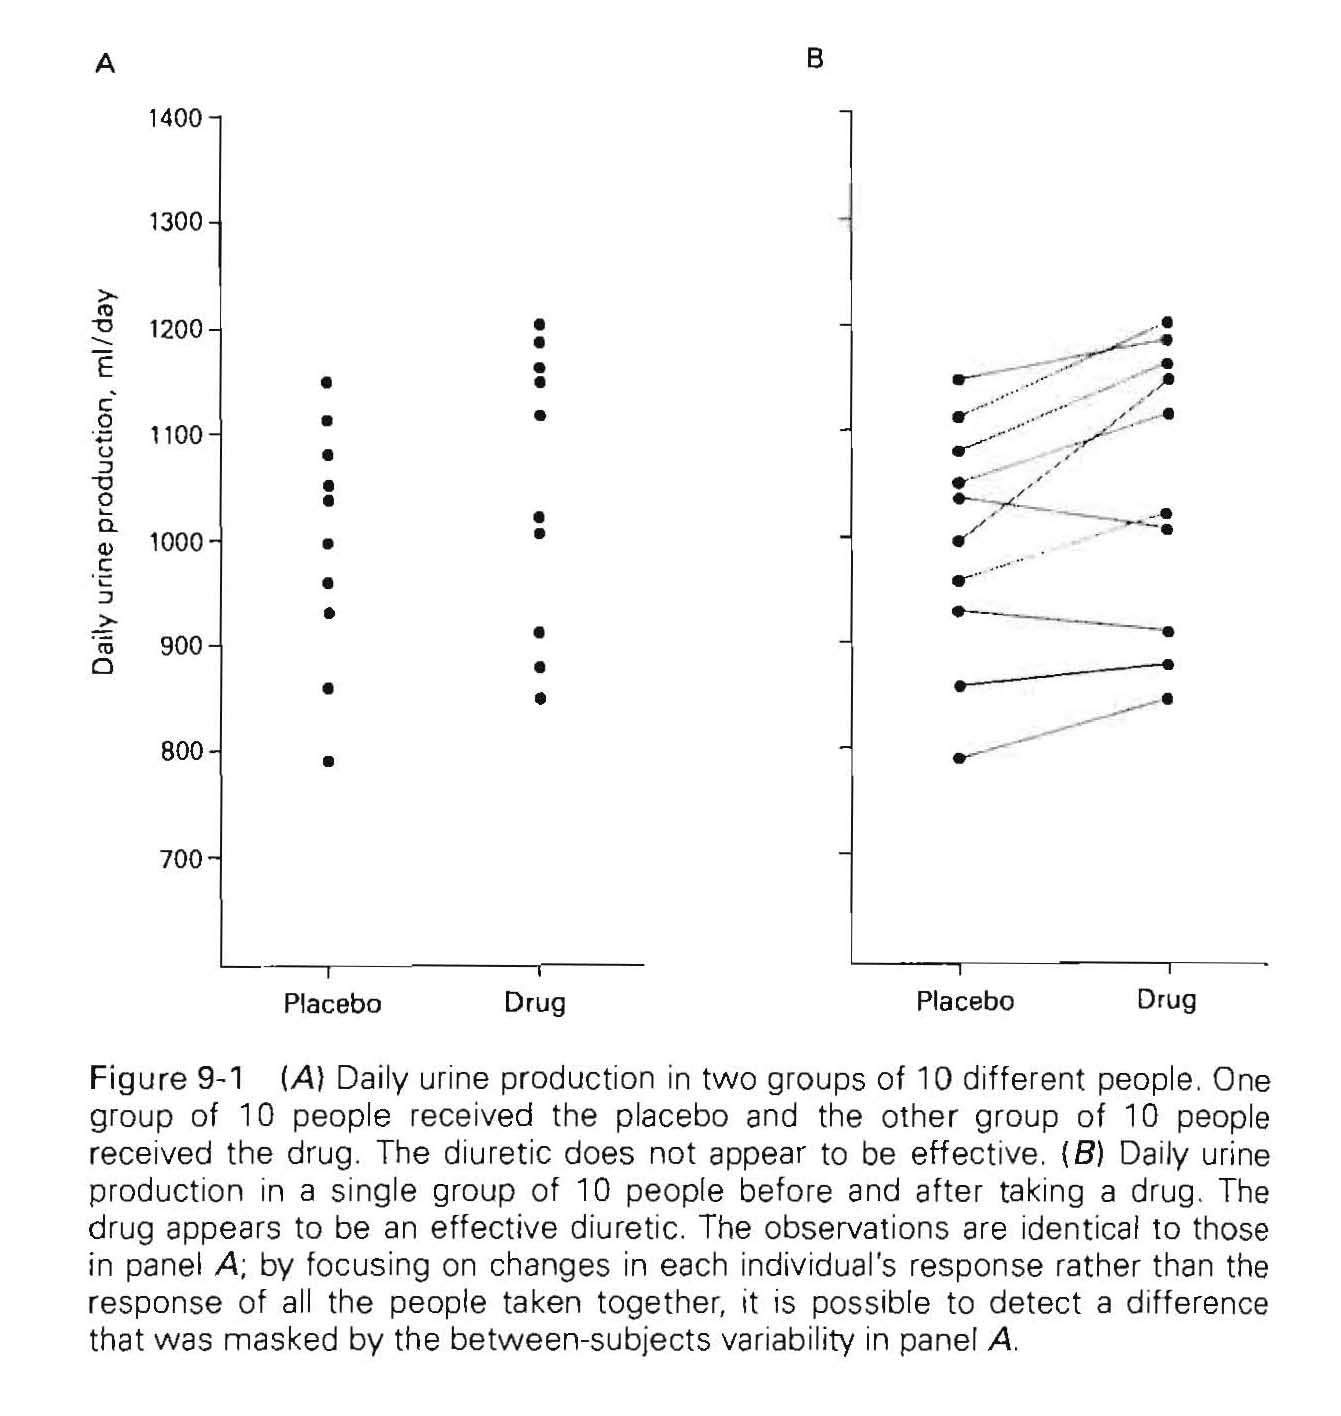 A
B
1400
1300
1200
1100
1000
900
800
700
Daily urine production, ml/day
Placebo Drug
Placebo Drug
Figure 9-1 (A) Daily urine production in two groups of 10 different people. One
group of 10 people received the placebo and the other group of 10 people
received the drug. The diuretic does not appear to be effective. (B) Daily urine
production in a single group of 10 people before and after taking a drug. The
drug appears to be an effective diuretic. The observations are identical to those
in panel A; by focusing on changes in each individual's response rather than the
response of all the people taken together, it is possible to detect a difference
that was masked by the between-subjects variability in panel A.